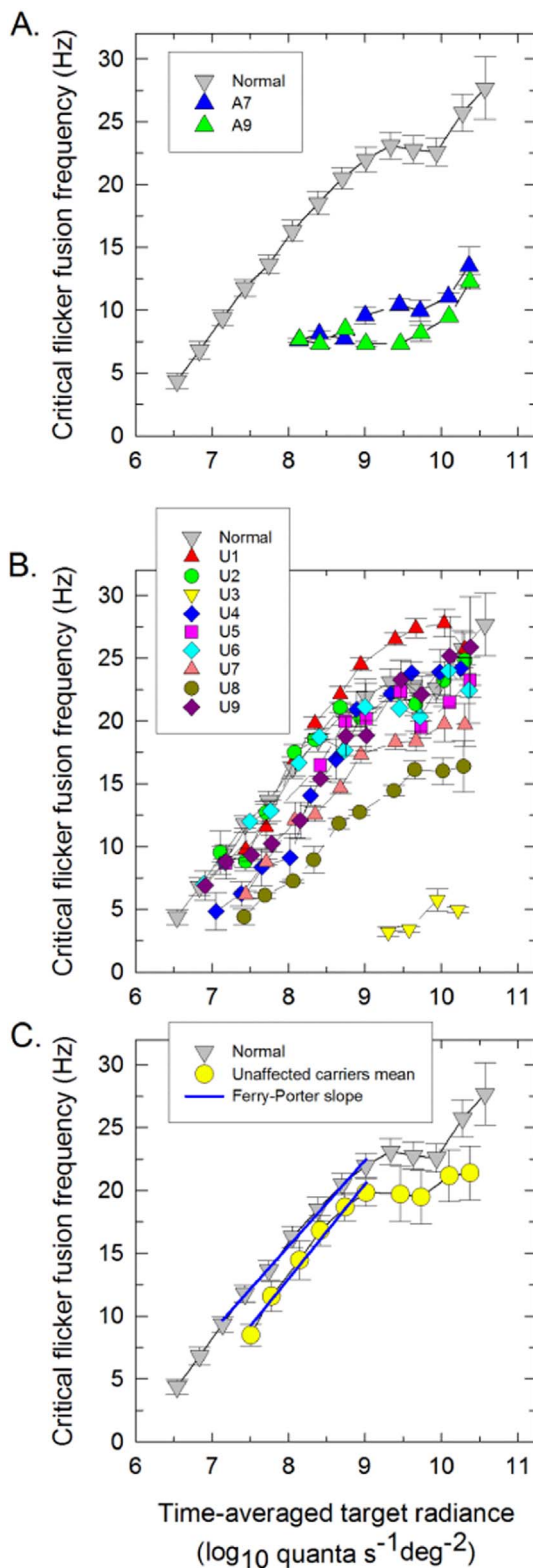 A.
Critical flicker fusion frequency (Hz)
30
25
20
15
10
5
0
Normal
A7
A9
6 7 8 9 10 11
B.
Critical flicker fusion frequency (Hz)
30
25
20
15
10
5
0
Normal
U1
U2
U3
U4
U5
U6
U7
U8
U9
6 7 8 9 10 11
C.
Critical flicker fusion frequency (Hz)
30
25
20
15
10
5
0
Normal
Unaffected carriers mean
Ferry-Porter slope
6 7 8 9 10 11
Time-averaged target radiance
(log10 quanta s-1deg-2)